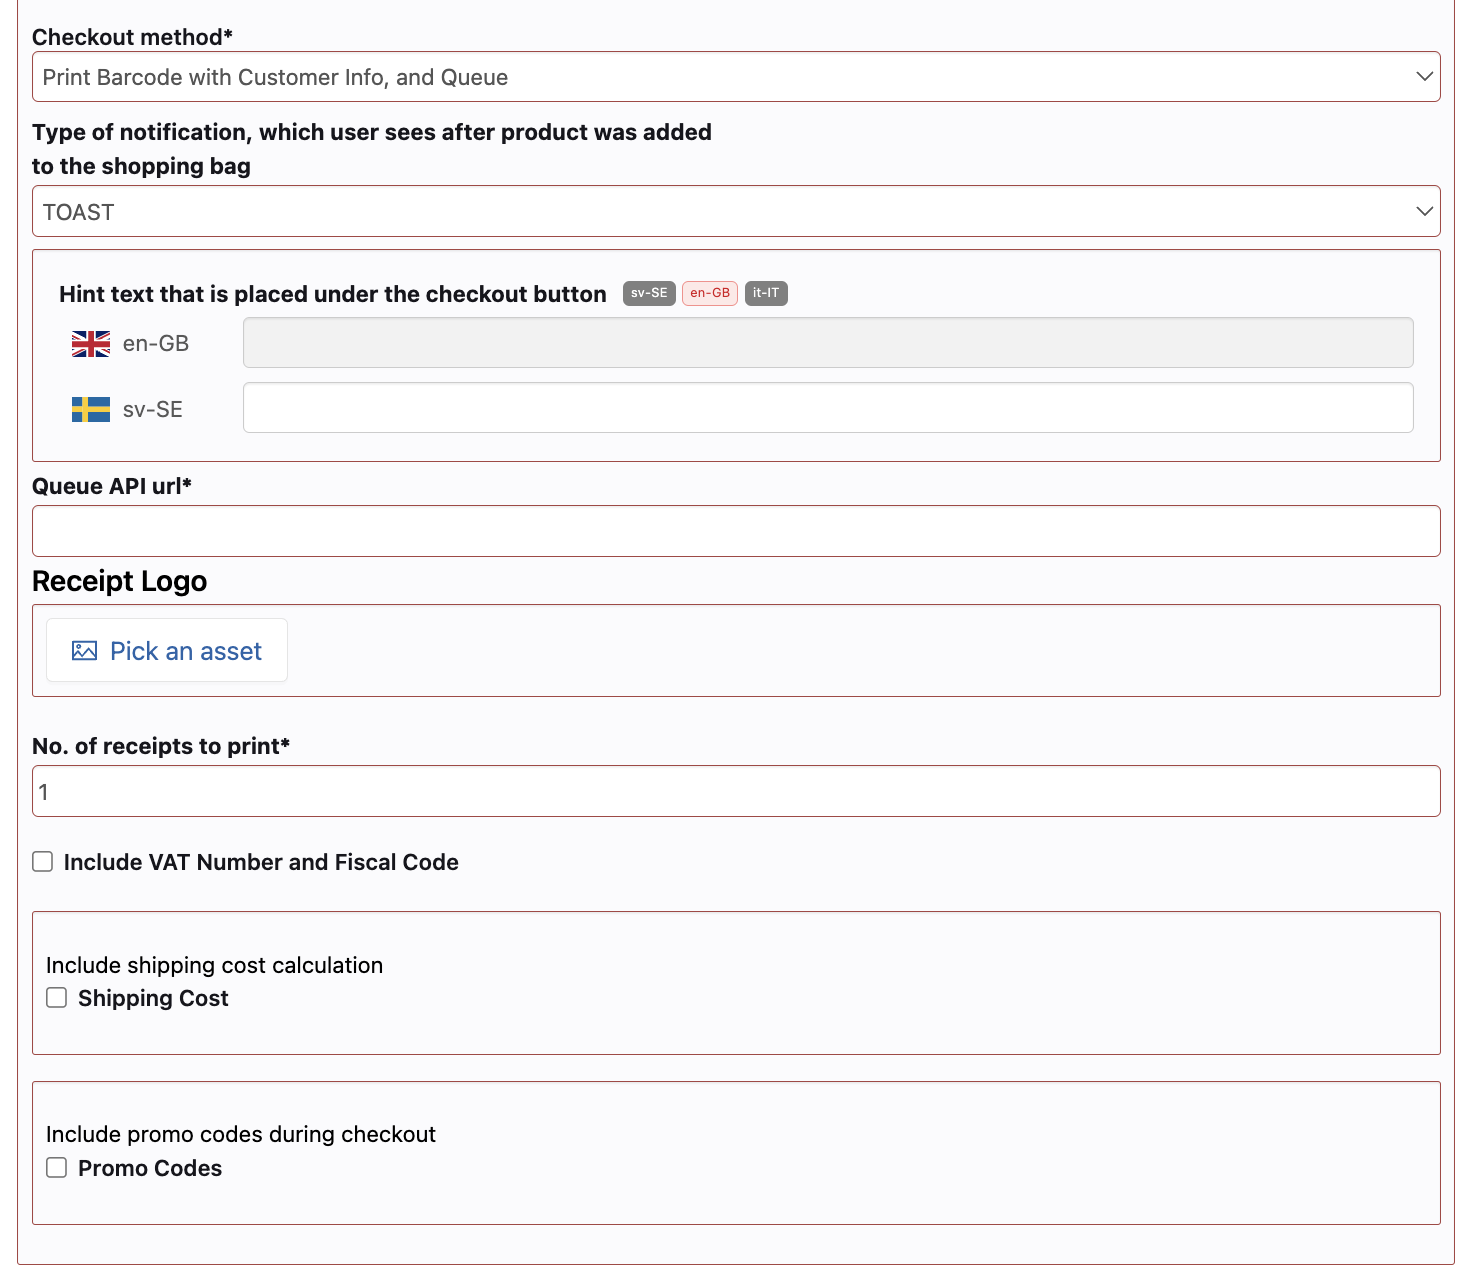 Checkout method*
Print Barcode with Customer Info, and Queue
Type of notification, which user sees after product was added
to the shopping bag
TOAST
Hint text that is placed under the checkout button sv-SE en-GB it-IT
en-GB
sv-SE
Queue API url*
Receipt Logo
Pick an asset
No. of receipts to print*
1
Include VAT Number and Fiscal Code
Include shipping cost calculation
Shipping Cost
Include promo codes during checkout
Promo Codes